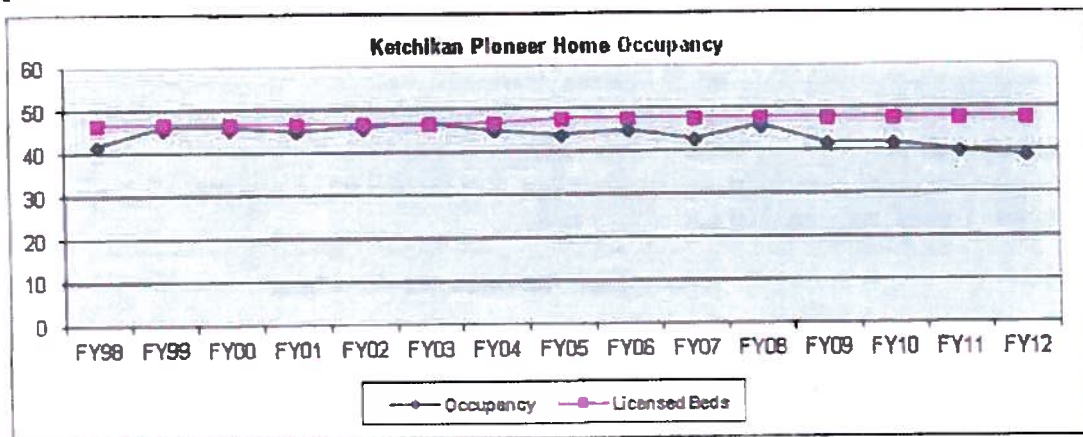 Ketchikan Pioneer Home Occupancy
60
50
40
30
20
10
0
FY98 FY99 FY00 FY01 FY02 FY03 FY04 FY05 FY06 FY07 FY08 FY09 FY10 FY11 FY12
Occupancy Licensed Beds